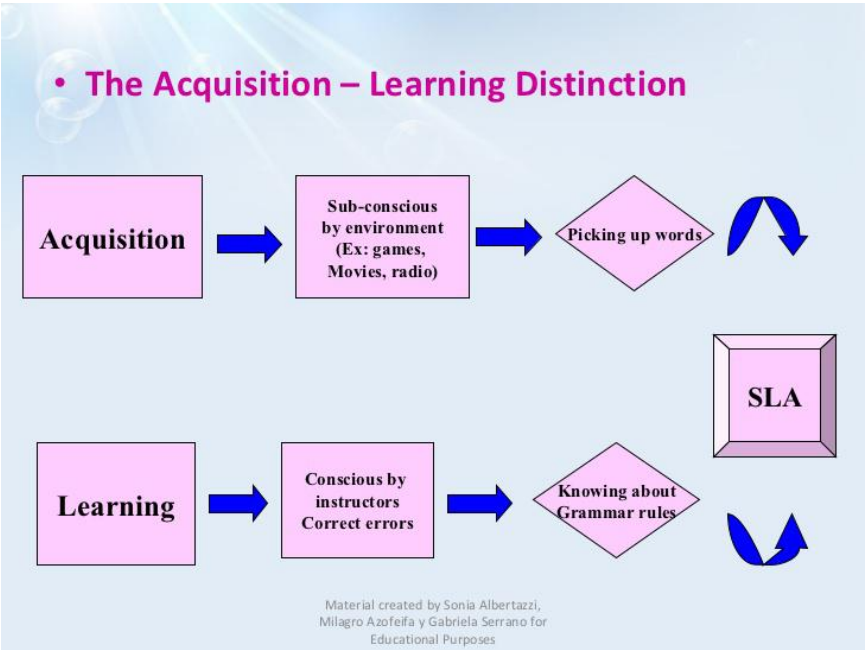 • The Acquisition – Learning Distinction
Acquisition
Sub-conscious
by environment
(Ex: games,
Movies, radio)
Picking up words
SLA
Learning
Conscious by
instructors
Correct errors
Knowing about
Grammar rules
Material created by Sonia Albertazzi,
Milagro Azofeifa y Gabriela Serrano for
Educational Purposes